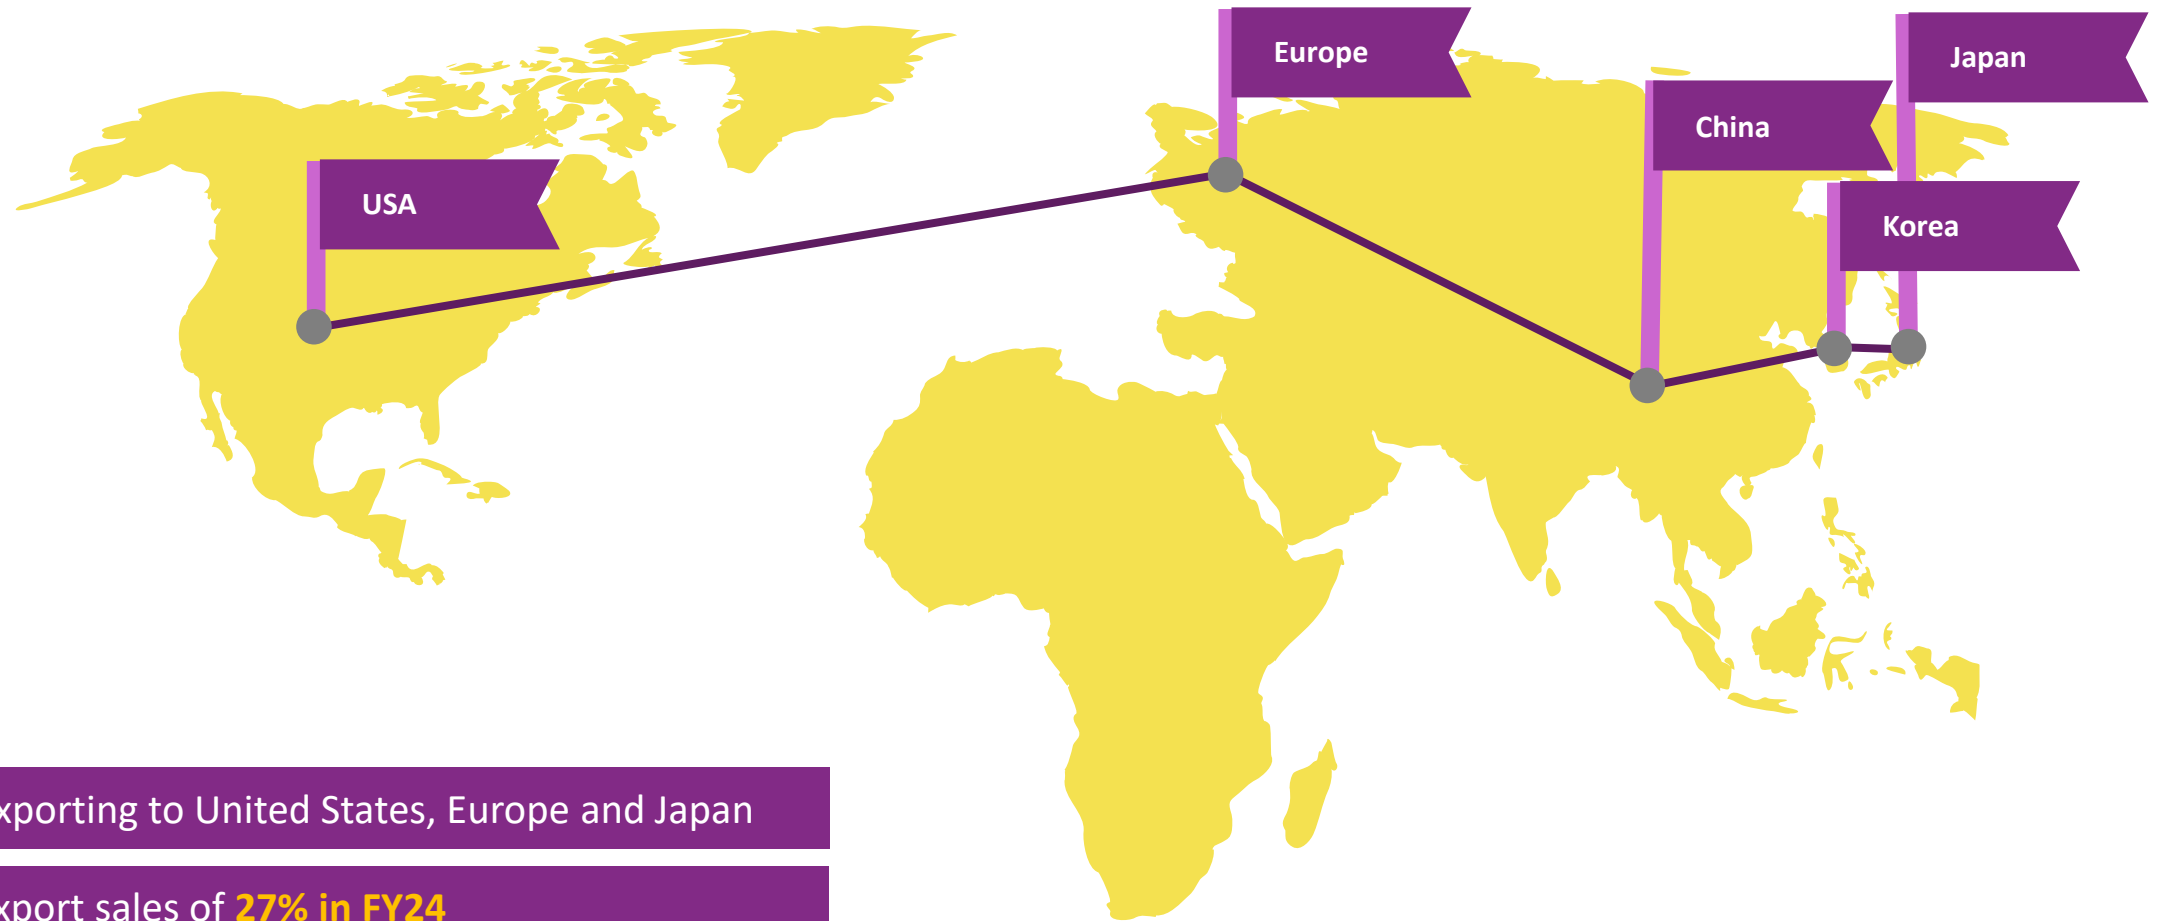 Europe
Japan
China
USA
Korea
xporting to United States, Europe and Japan
xport sales of 27% in FY24